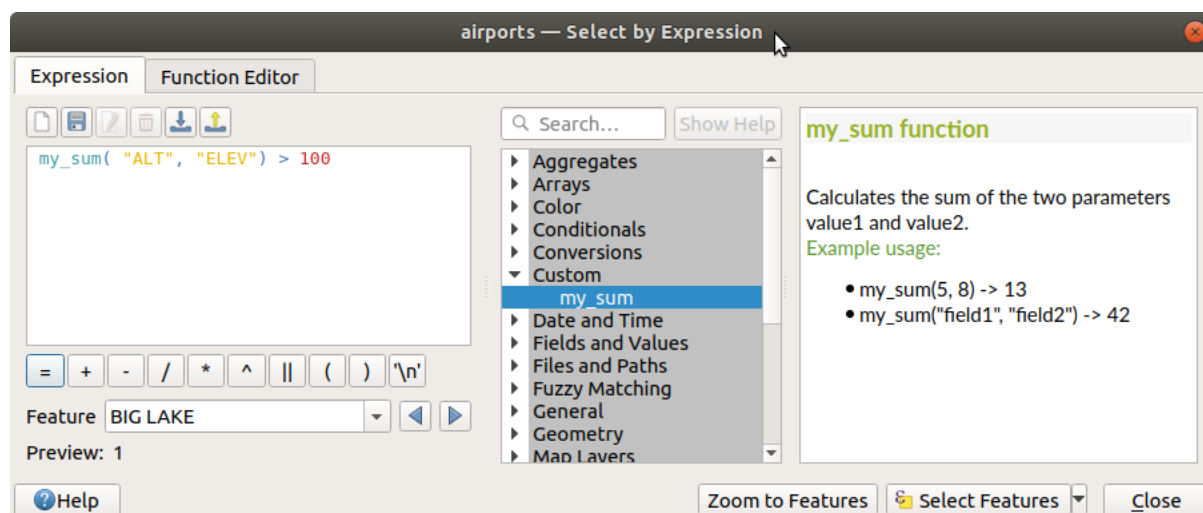 airports — Select by Expression
Expression
Function Editor
Search...
Show Help
my_sum( "ALT", "ELEV") > 100
= + - / * ^ || ( ) '\n'
Feature BIG LAKE
Preview: 1
Aggregates
Arrays
Color
Conditionals
Conversions
Custom
my_sum
Date and Time
Fields and Values
Files and Paths
Fuzzy Matching
General
Geometry
Map Layers
my_sum function
Calculates the sum of the two parameters
value1 and value2.
Example usage:
• my_sum(5, 8) -> 13
• my_sum("field1", "field2") -> 42
Help
Zoom to Features
Select Features
Close